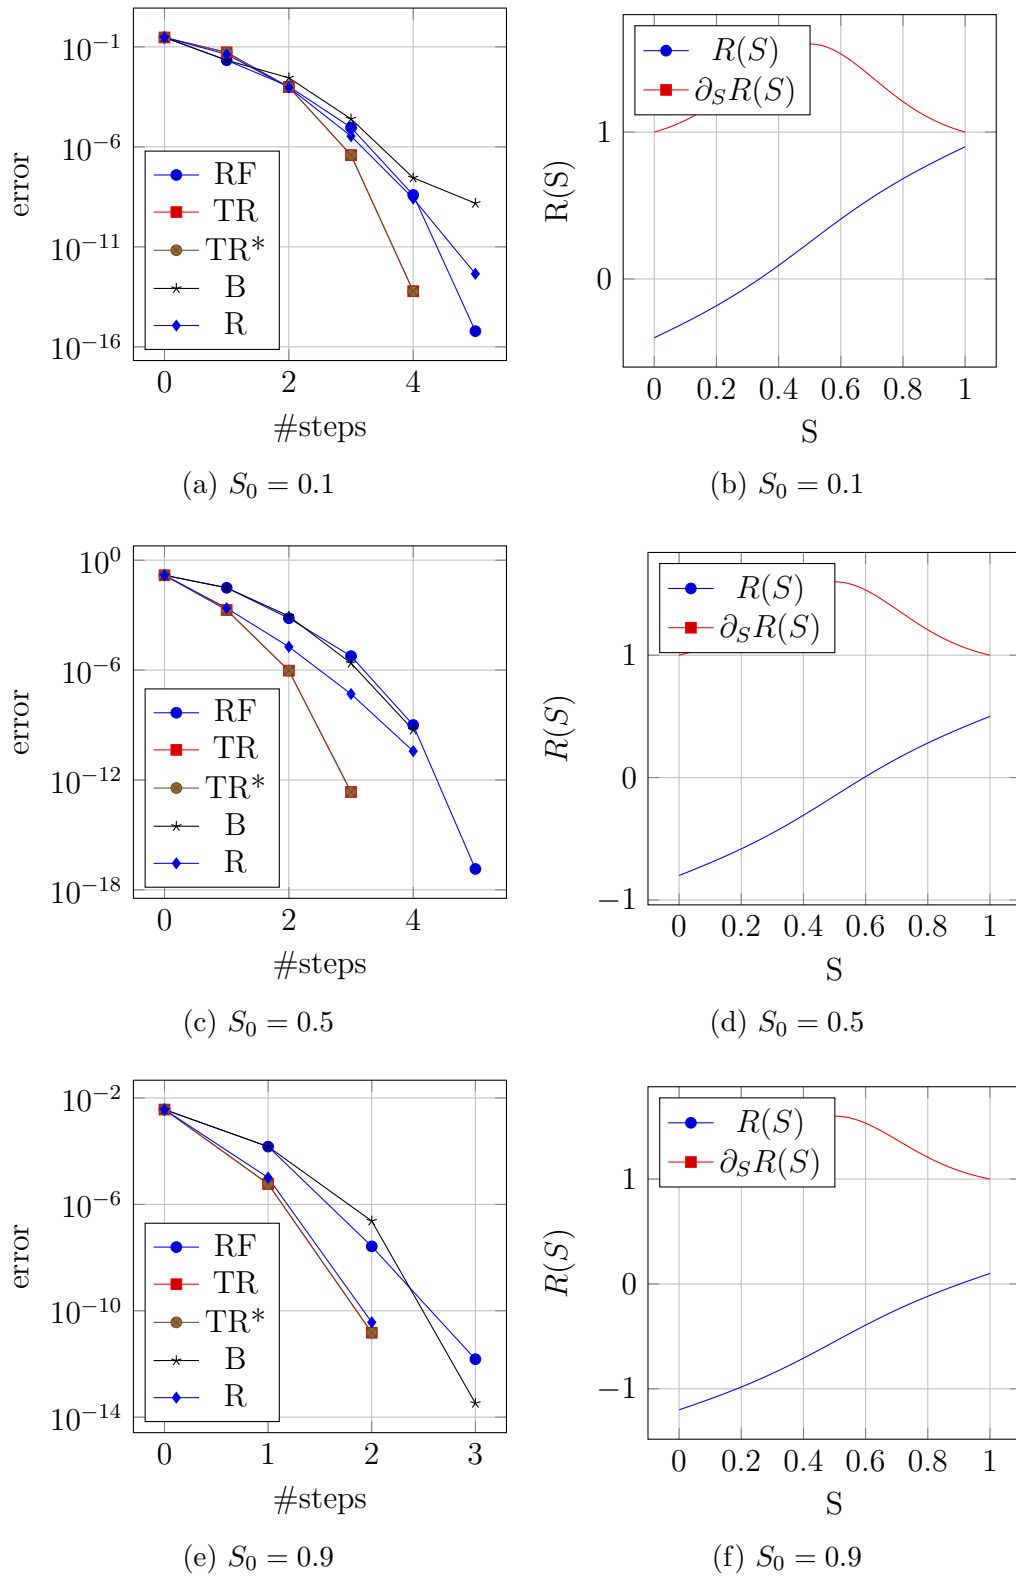 10^{-1}
10^{-6}
10^{-11}
10^{-16}
error
RF
TR
TR*
B
R
0 2 4
#steps
(a) S_0 = 0.1
1
0
R(S)
R(S)
∂_S R(S)
0 0.2 0.4 0.6 0.8 1
S
(b) S_0 = 0.1
10^0
10^{-6}
10^{-12}
10^{-18}
error
RF
TR
TR*
B
R
0 2 4
#steps
(c) S_0 = 0.5
1
0
−1
R(S)
R(S)
∂_S R(S)
0 0.2 0.4 0.6 0.8 1
S
(d) S_0 = 0.5
10^{-2}
10^{-6}
10^{-10}
10^{-14}
error
RF
TR
TR*
B
R
0 1 2 3
#steps
(e) S_0 = 0.9
1
0
−1
R(S)
R(S)
∂_S R(S)
0 0.2 0.4 0.6 0.8 1
S
(f) S_0 = 0.9